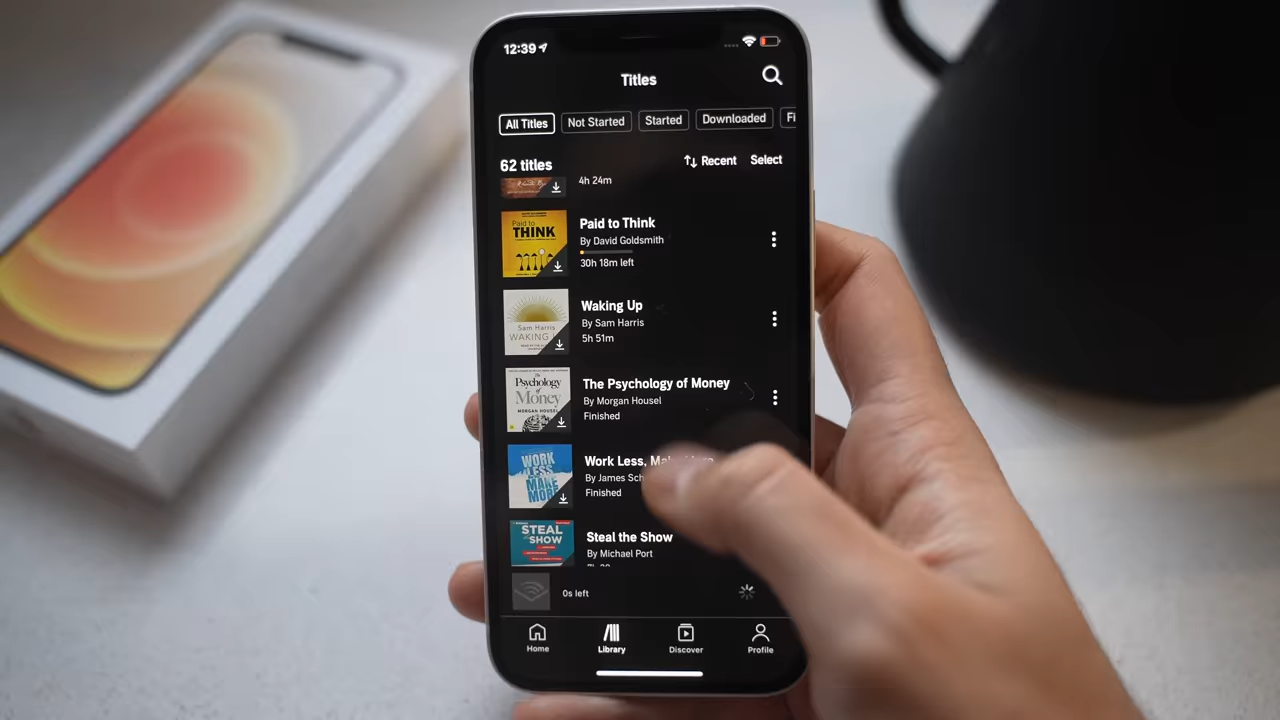 12:39
Titles
All Titles
Not Started
Started
Downloaded
Fi
62 titles
Recent
Select
4h 24m
Paid to
THINK
Paid to Think
By David Goldsmith
30h 18m left
Sam Harris
WAKING
Waking Up
By Sam Harris
5h 51m
The
Psychology
of
Money
MORGAN HOUSEL
The Psychology of Money
By Morgan Housel
Finished
WORK
LESS
MAKE
MORE
Work Less,
By James Sch
Finished
STEAL
THE
SHOW
Steal the Show
By Michael Port
0s left
Home
Library
Discover
Profile